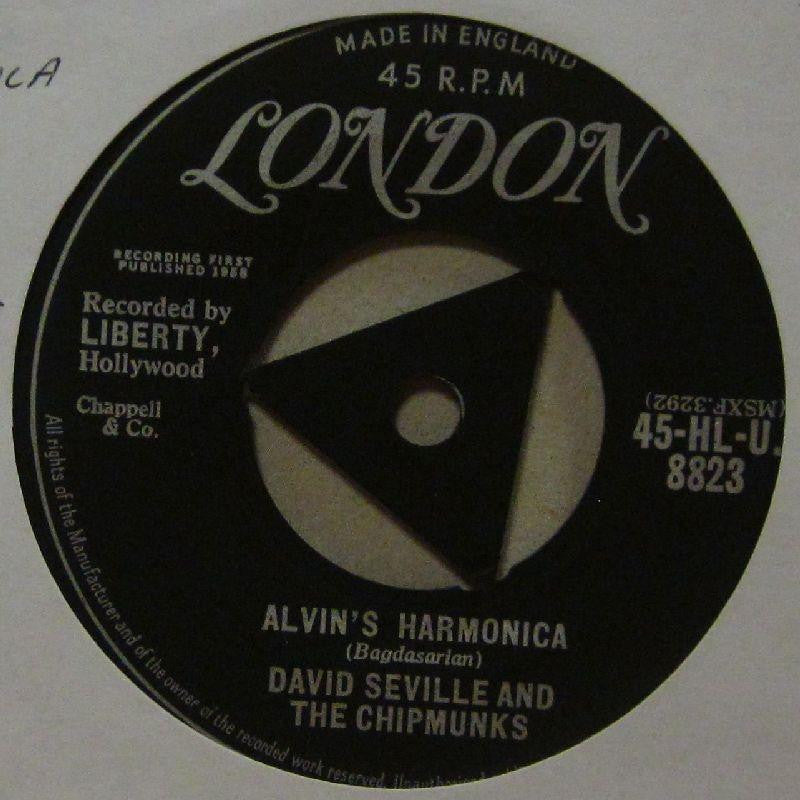 MADE IN ENGLAND
45 R.P.M
LONDON
RECORDING FIRST
PUBLISHED 1958
Recorded by
LIBERTY,
Hollywood
Chappell
& Co.
(MSXF.3292)
45-HL-U.
8823
ALVIN'S HARMONICA
(Bagdasarian)
DAVID SEVILLE AND
THE CHIPMUNKS
All rights of the Manufacturer and of the owner of the recorded work reserved.